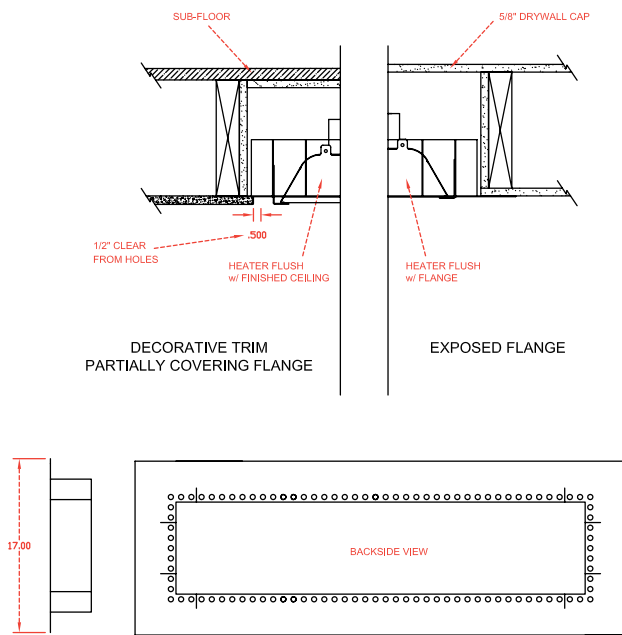 SUB-FLOOR
5/8" DRYWALL CAP
.500
1/2" CLEAR
FROM HOLES
HEATER FLUSH
w/ FINISHED CEILING
HEATER FLUSH
w/ FLANGE
DECORATIVE TRIM
PARTIALLY COVERING FLANGE
EXPOSED FLANGE
17.00
BACKSIDE VIEW